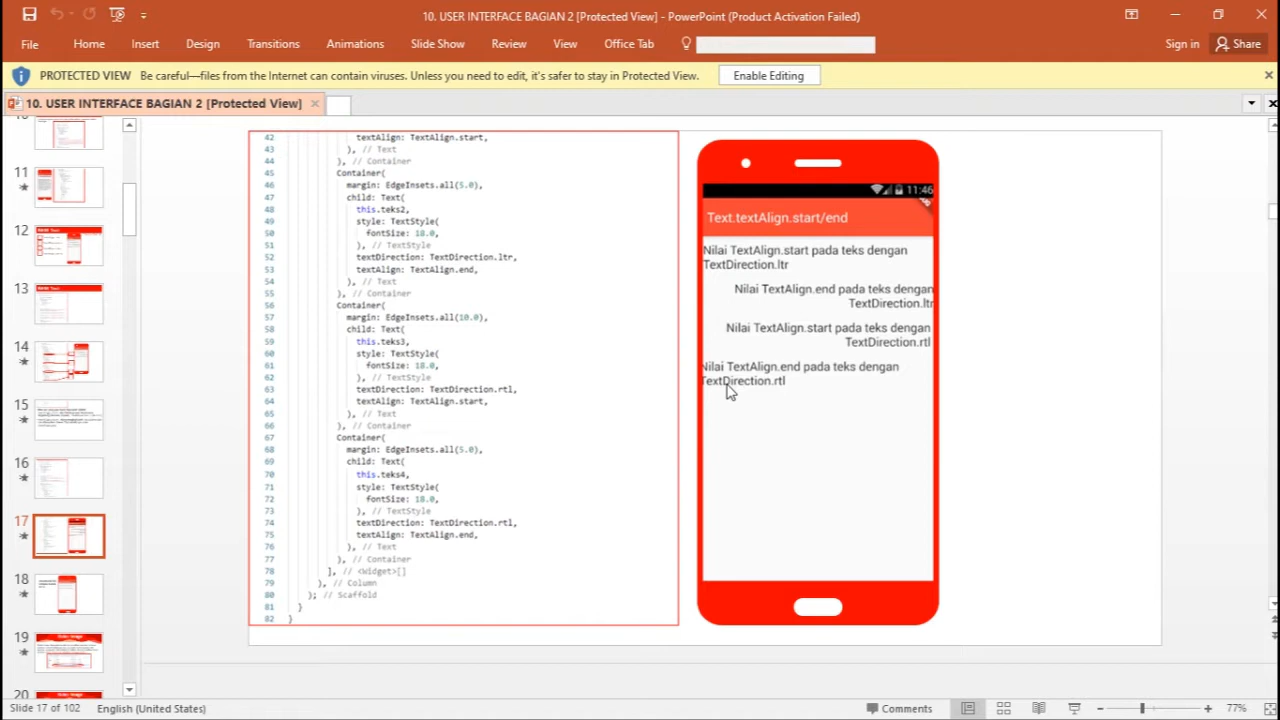 10. USER INTERFACE BAGIAN 2 [Protected View] - PowerPoint (Product Activation Failed)
File Home Insert Design Transitions Animations Slide Show Review View Office Tab Sign in Share
PROTECTED VIEW Be careful—files from the Internet can contain viruses. Unless you need to edit, it's safer to stay in Protected View. Enable Editing
10. USER INTERFACE BAGIAN 2 [Protected View]
11
12
13
14
15
16
17
18
19
20
42 textAlign: TextAlign.start,
43 ), // Text
44 ), // Container
45 Container(
46 margin: EdgeInsets.all(5.0),
47 child: Text(
48 this.teks2,
49 style: TextStyle(
50 fontSize: 18.0,
51 ), // TextStyle
52 textDirection: TextDirection.ltr,
53 textAlign: TextAlign.end,
54 ), // Text
55 ), // Container
56 Container(
57 margin: EdgeInsets.all(10.0),
58 child: Text(
59 this.teks3,
60 style: TextStyle(
61 fontSize: 18.0,
62 ), // TextStyle
63 textDirection: TextDirection.rtl,
64 textAlign: TextAlign.start,
65 ), // Text
66 ), // Container
67 Container(
68 margin: EdgeInsets.all(5.0),
69 child: Text(
70 this.teks4,
71 style: TextStyle(
72 fontSize: 18.0,
73 ), // TextStyle
74 textDirection: TextDirection.rtl,
75 textAlign: TextAlign.end,
76 ), // Text
77 ), // Container
78 ], // <Widget>[]
79 ), // Column
80 ); // Scaffold
81 }
82 }
11:46
Text.textAlign.start/end
Nilai TextAlign.start pada teks dengan
TextDirection.ltr
Nilai TextAlign.end pada teks dengan
TextDirection.ltr
Nilai TextAlign.start pada teks dengan
TextDirection.rtl
Nilai TextAlign.end pada teks dengan
TextDirection.rtl
Slide 17 of 102 English (United States) Comments 77%